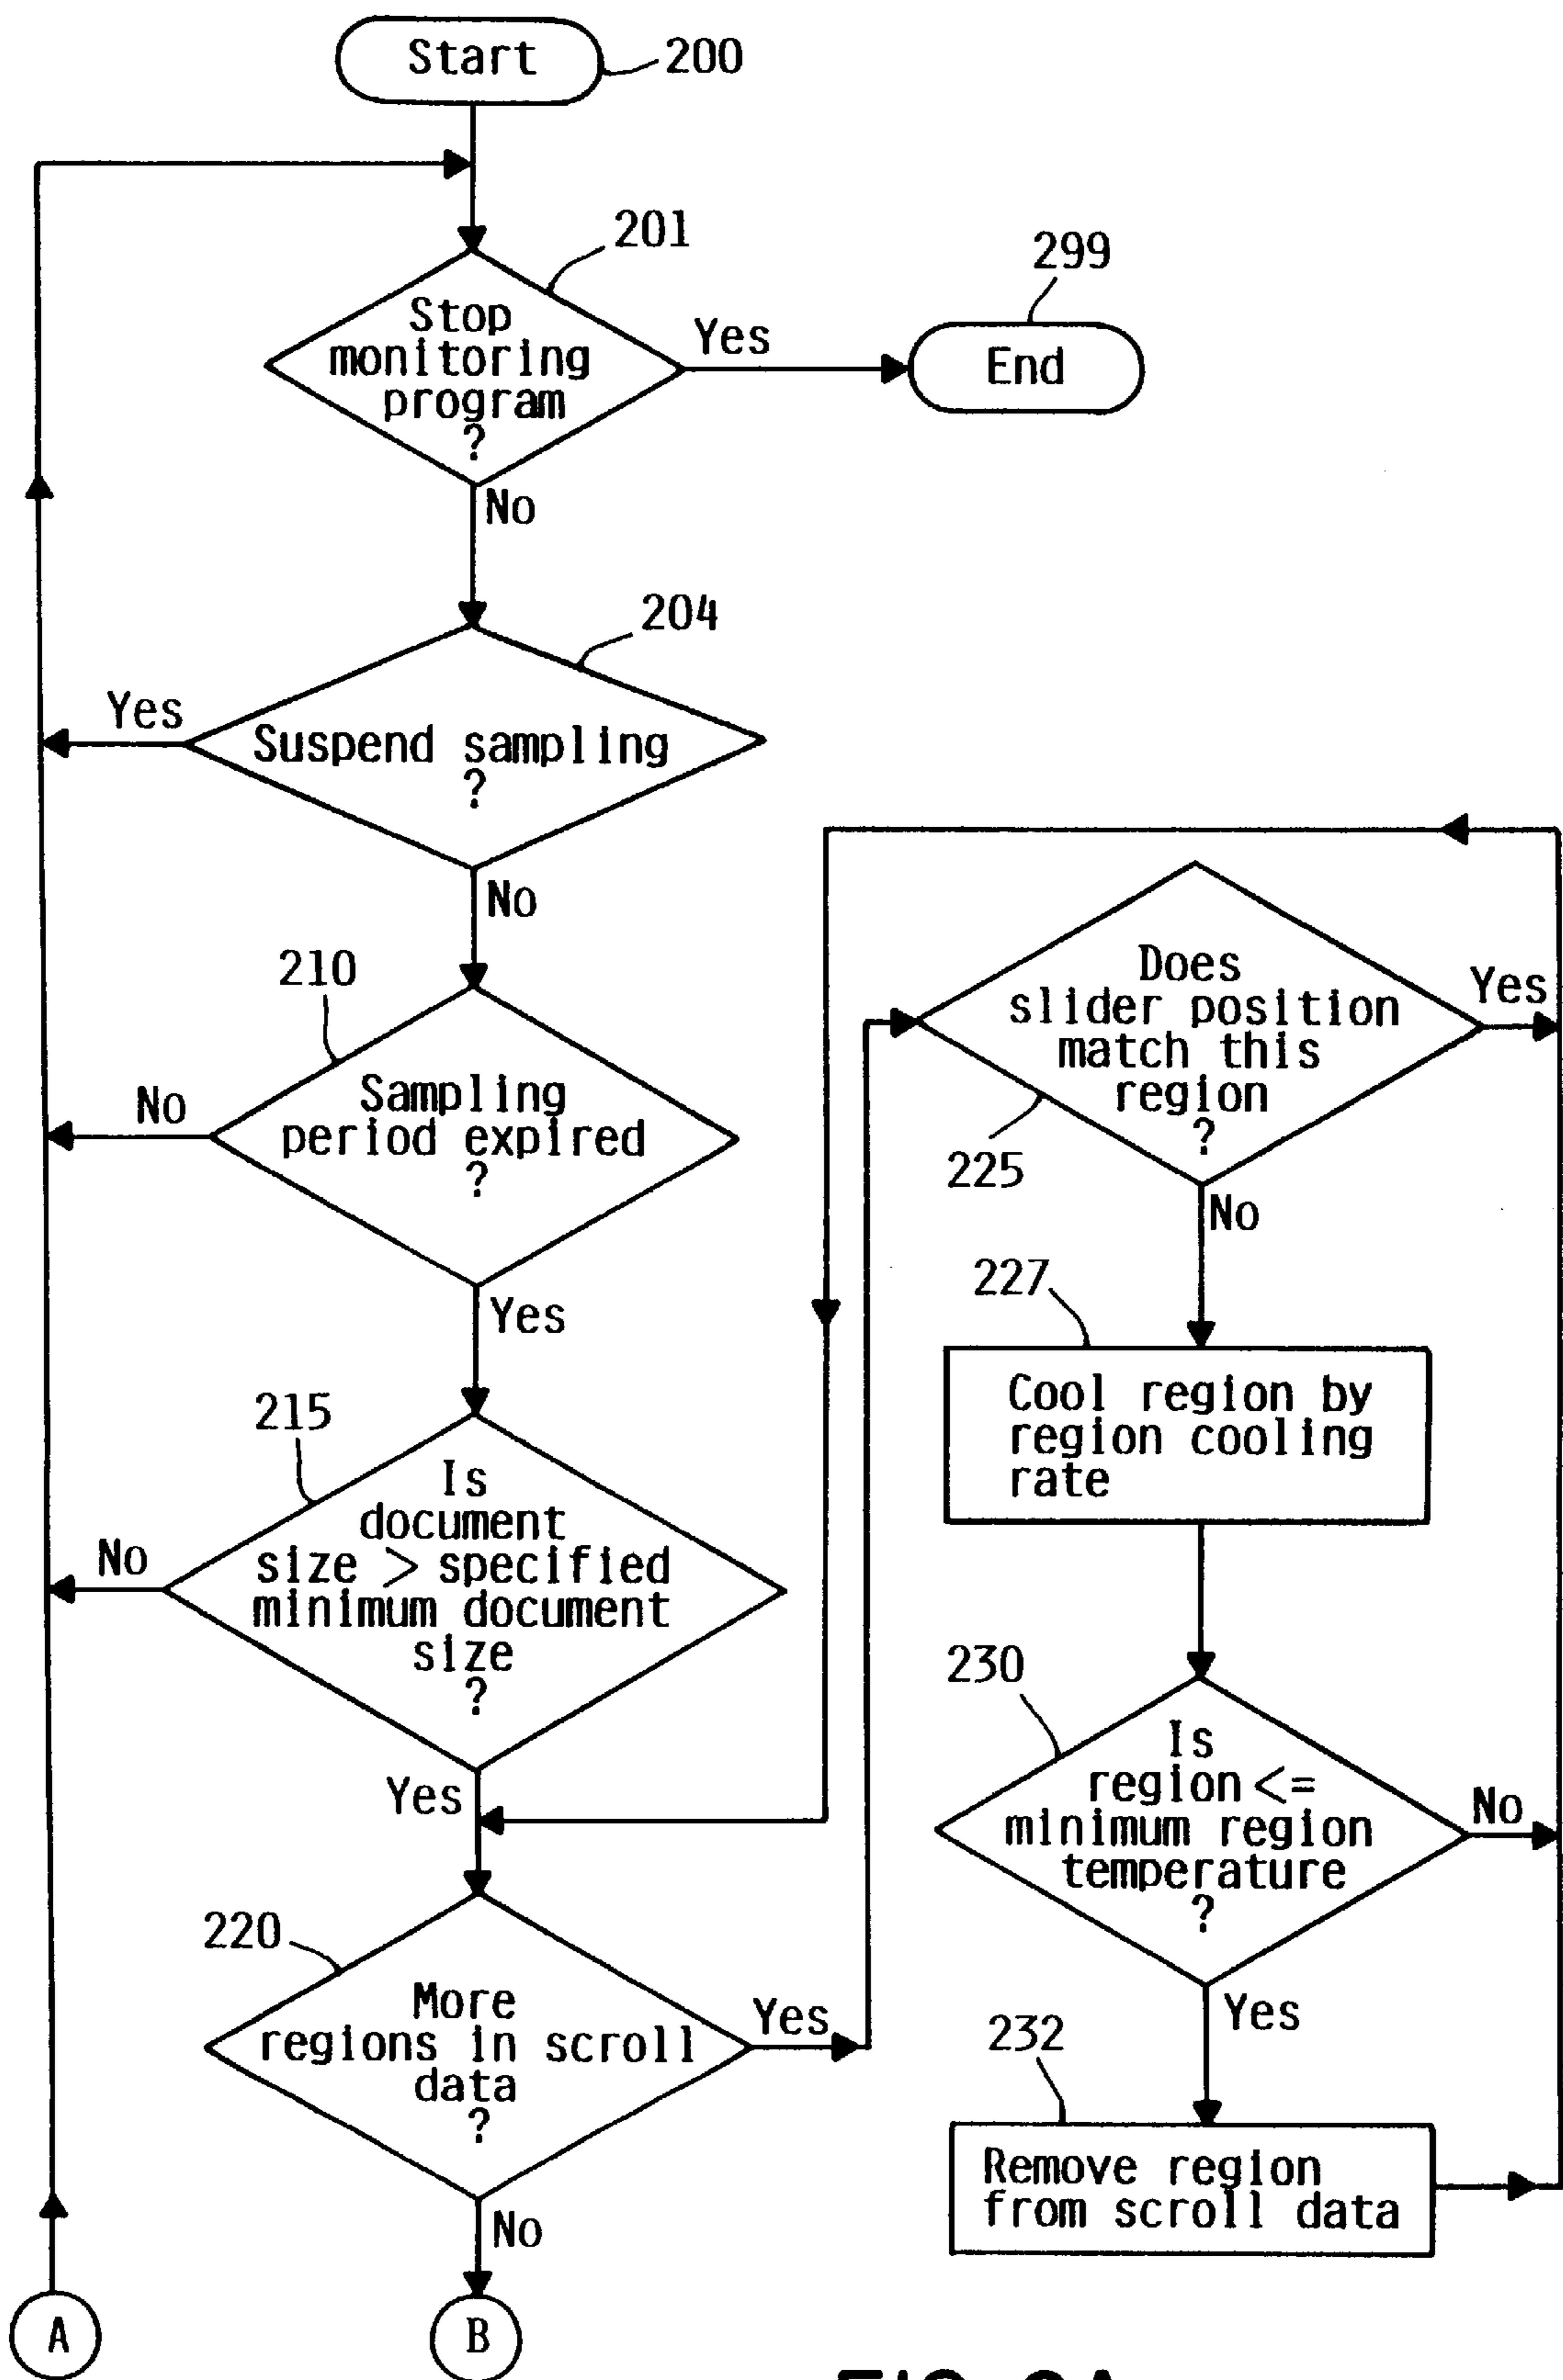 Start
200
201
Stop
monitoring
program
?
Yes
299
End
No
204
Suspend sampling
?
Yes
No
210
Sampling
period expired
?
No
Yes
215
Is
document
size > specified
minimum document
size
?
No
Yes
220
More
regions in scroll
data
?
Yes
No
A
B
Does
slider position
match this
region
?
Yes
225
No
227
Cool region by
region cooling
rate
230
Is
region <=
minimum region
temperature
?
No
Yes
232
Remove region
from scroll data